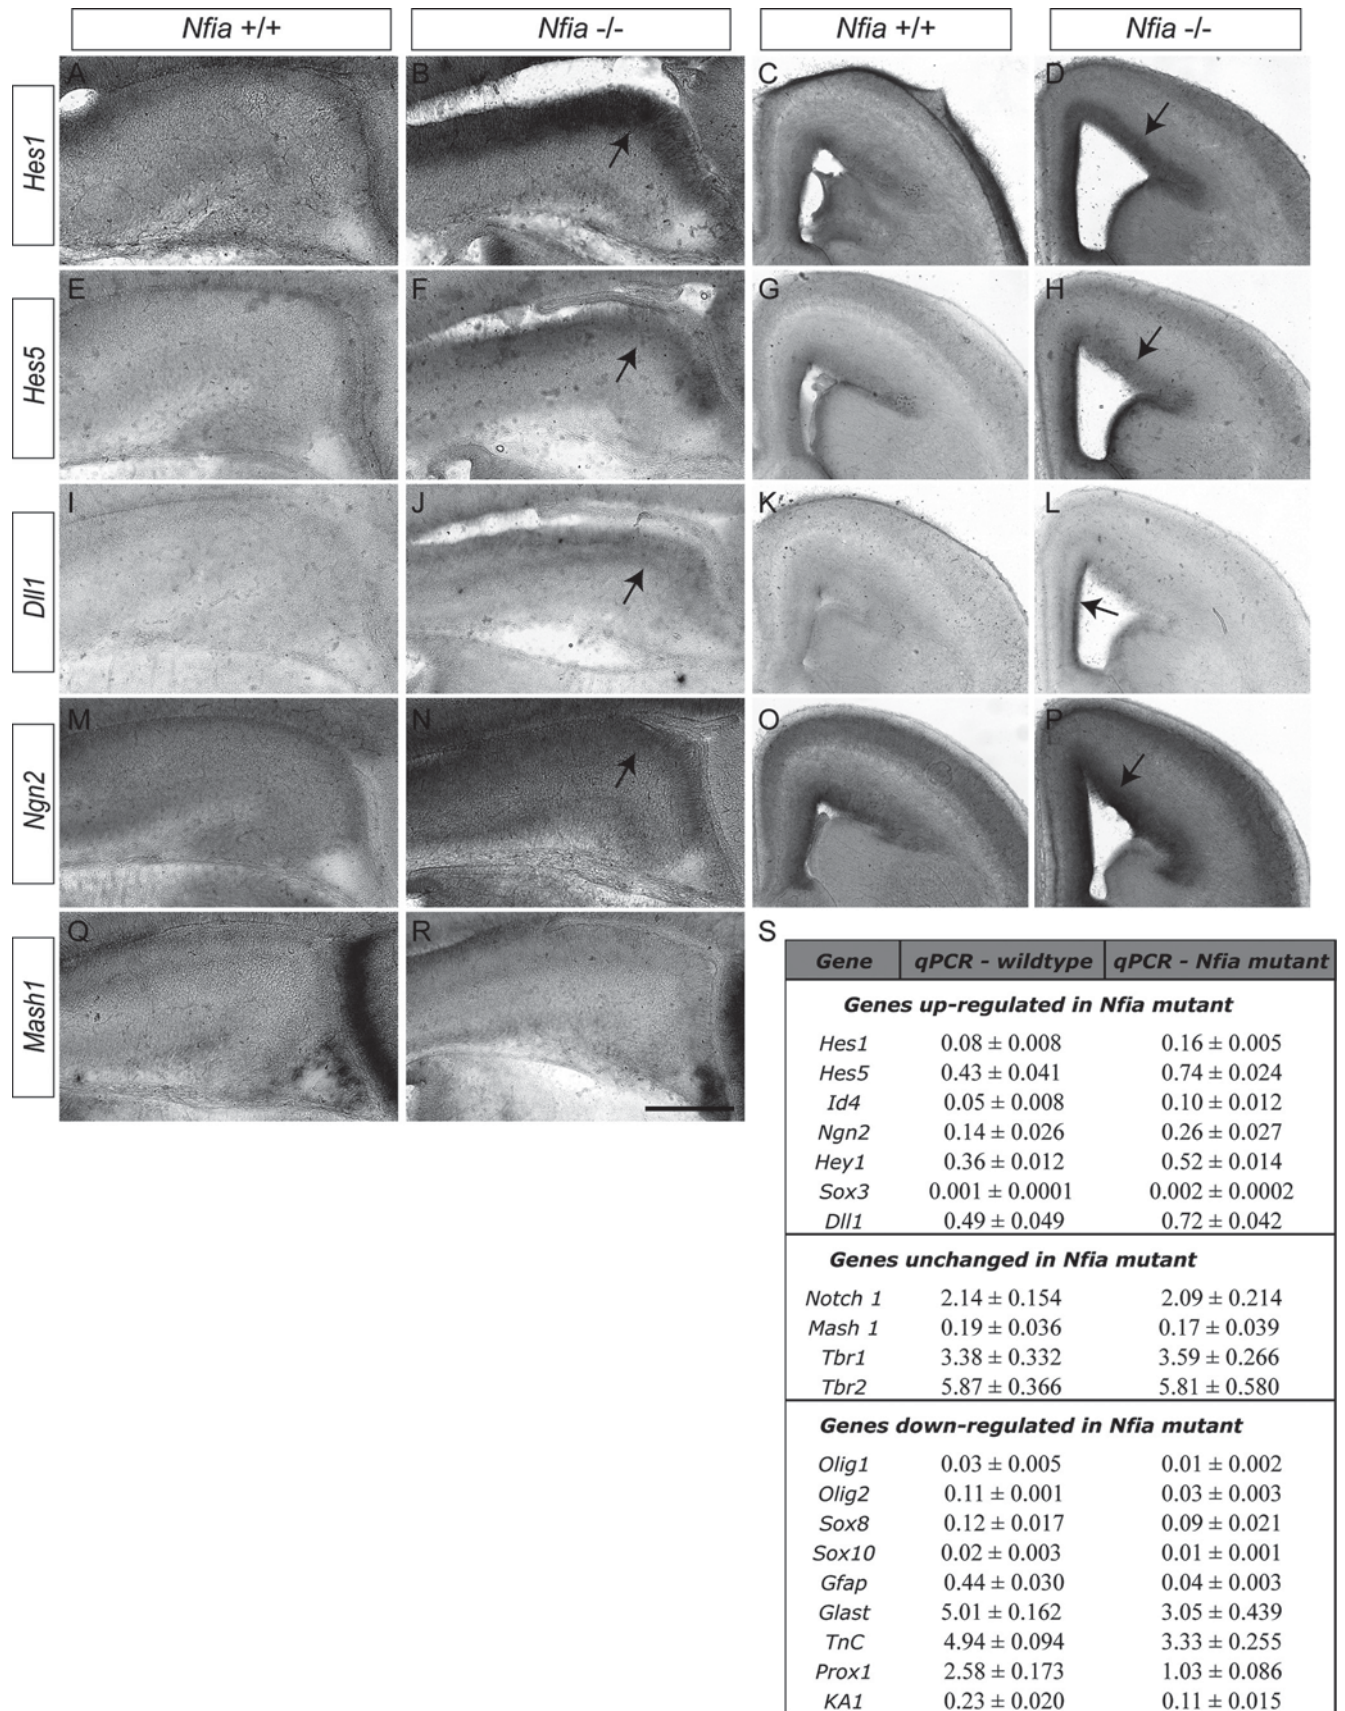 Nfia +/+ Nfia -/- Nfia +/+ Nfia -/-
Hes1 A B C D
Hes5 E F G H
Dll1 I J K L
Ngn2 M N O P
Mash1 Q R S
Gene qPCR - wildtype qPCR - Nfia mutant
Genes up-regulated in Nfia mutant
Hes1 0.08 ± 0.008 0.16 ± 0.005
Hes5 0.43 ± 0.041 0.74 ± 0.024
Id4 0.05 ± 0.008 0.10 ± 0.012
Ngn2 0.14 ± 0.026 0.26 ± 0.027
Hey1 0.36 ± 0.012 0.52 ± 0.014
Sox3 0.001 ± 0.0001 0.002 ± 0.0002
Dll1 0.49 ± 0.049 0.72 ± 0.042
Genes unchanged in Nfia mutant
Notch 1 2.14 ± 0.154 2.09 ± 0.214
Mash 1 0.19 ± 0.036 0.17 ± 0.039
Tbr1 3.38 ± 0.332 3.59 ± 0.266
Tbr2 5.87 ± 0.366 5.81 ± 0.580
Genes down-regulated in Nfia mutant
Olig1 0.03 ± 0.005 0.01 ± 0.002
Olig2 0.11 ± 0.001 0.03 ± 0.003
Sox8 0.12 ± 0.017 0.09 ± 0.021
Sox10 0.02 ± 0.003 0.01 ± 0.001
Gfap 0.44 ± 0.030 0.04 ± 0.003
Glast 5.01 ± 0.162 3.05 ± 0.439
TnC 4.94 ± 0.094 3.33 ± 0.255
Prox1 2.58 ± 0.173 1.03 ± 0.086
KA1 0.23 ± 0.020 0.11 ± 0.015